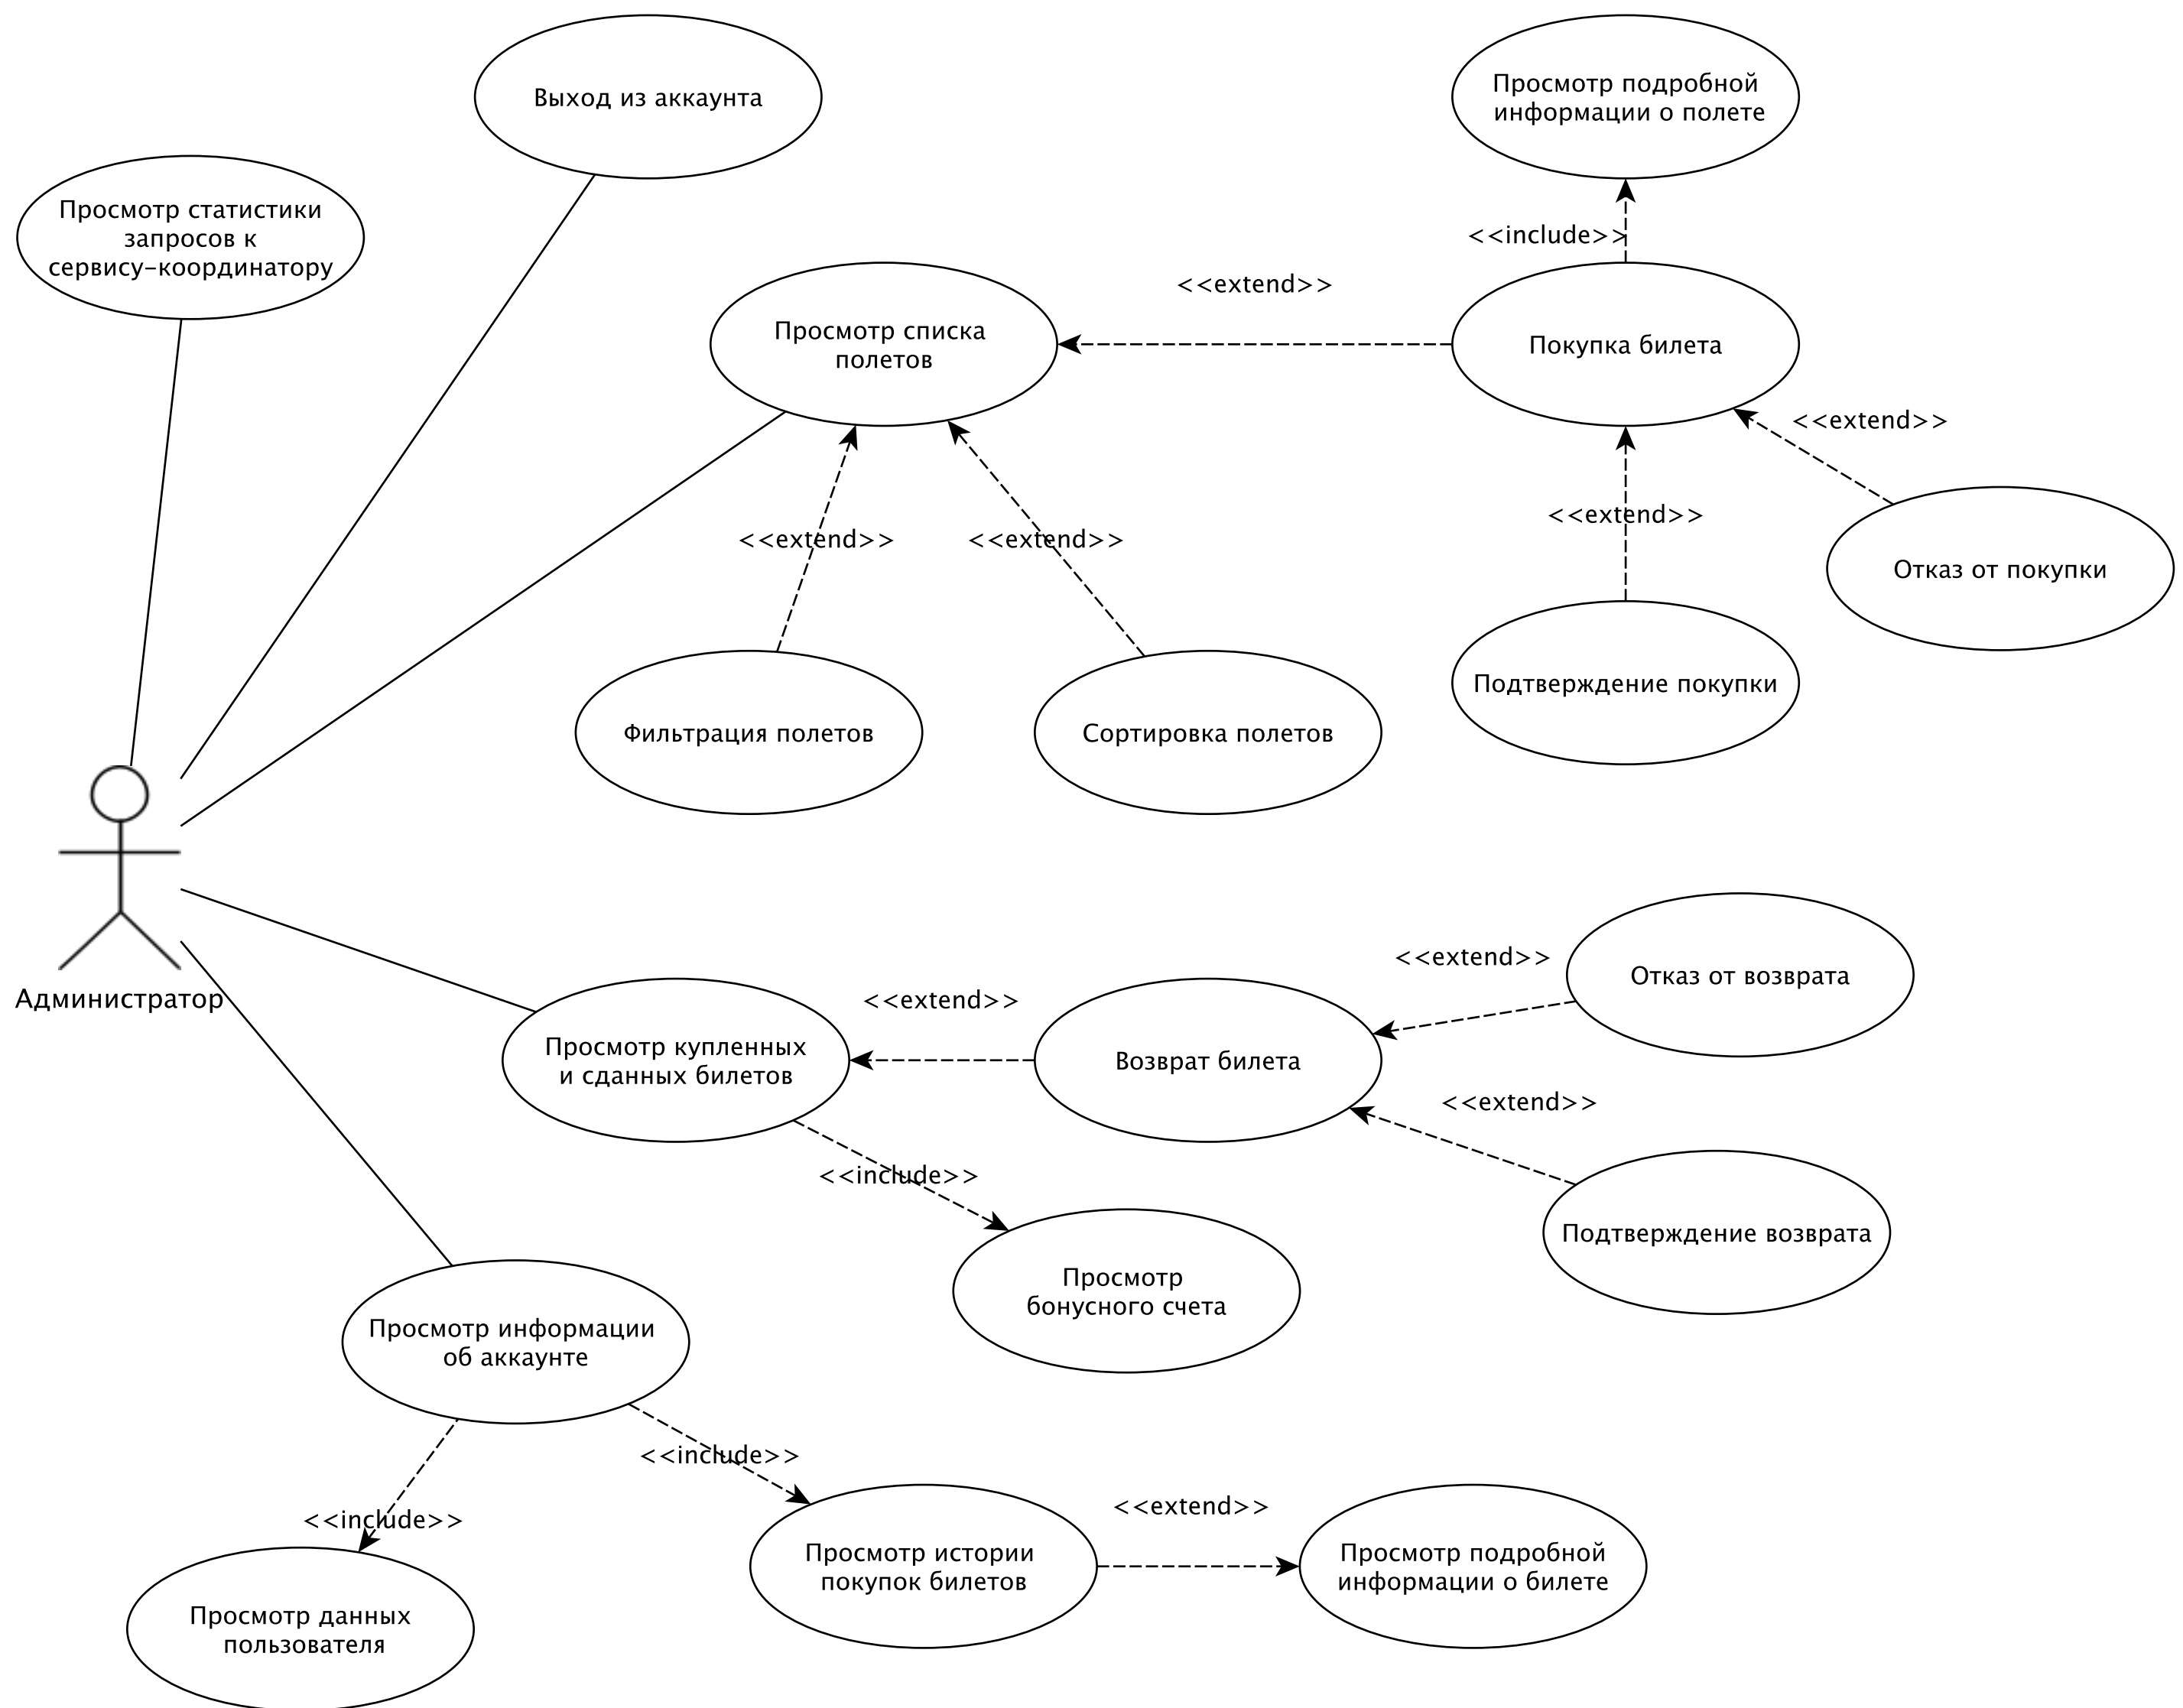 Выход из аккаунта
Просмотр подробной
информации о полете
Просмотр статистики
запросов к
сервису-координатору
<<include>>
<<extend>>
Просмотр списка
полетов
Покупка билета
<<extend>>
<<extend>>
<<extend>>
<<extend>>
Отказ от покупки
Подтверждение покупки
Фильтрация полетов
Сортировка полетов
Администратор
<<extend>>
Отказ от возврата
<<extend>>
Просмотр купленных
и сданных билетов
Возврат билета
<<extend>>
<<include>>
Подтверждение возврата
Просмотр
бонусного счета
Просмотр информации
об аккаунте
<<include>>
<<include>>
<<extend>>
Просмотр истории
покупок билетов
Просмотр подробной
информации о билете
Просмотр данных
пользователя